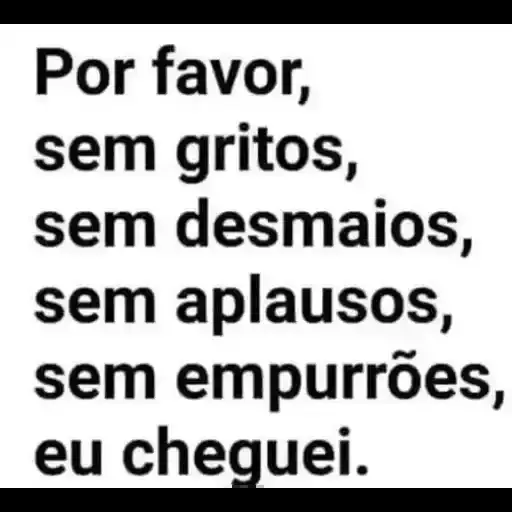 Por favor,
sem gritos,
sem desmaios,
sem aplausos,
sem empurrões,
eu cheguei.